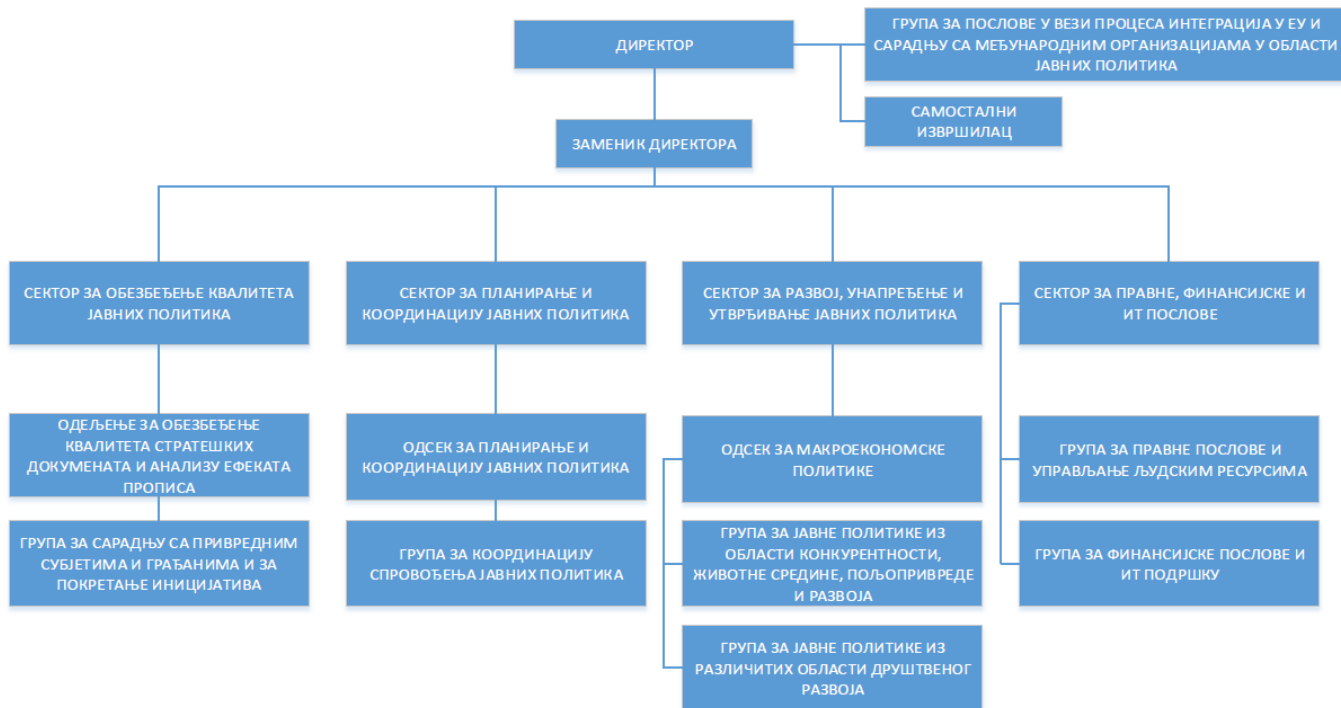 ДИРЕКТОР
ГРУПА ЗА ПОСЛОВЕ У ВЕЗИ ПРОЦЕСА ИНТЕГРАЦИЈА У ЕУ И
САРАДЊУ СА МЕЂУНАРОДНИМ ОРГАНИЗАЦИЈАМА У ОБЛАСТИ
ЈАВНИХ ПОЛИТИКА
САМОСТАЛНИ
ИЗВРШИЛАЦ
ЗАМЕНИК ДИРЕКТОРА
СЕКТОР ЗА ОБЕЗБЕЂЕЊЕ КВАЛИТЕТА
ЈАВНИХ ПОЛИТИКА
СЕКТОР ЗА ПЛАНИРАЊЕ И
КООРДИНАЦИЈУ ЈАВНИХ ПОЛИТИКА
СЕКТОР ЗА РАЗВОЈ, УНАПРЕЂЕЊЕ И
УТВРЂИВАЊЕ ЈАВНИХ ПОЛИТИКА
СЕКТОР ЗА ПРАВНЕ, ФИНАНСИЈСКЕ И
ИТ ПОСЛОВЕ
ОДЕЉЕЊЕ ЗА ОБЕЗБЕЂЕЊЕ
КВАЛИТЕТА СТРАТЕШКИХ
ДОКУМЕНАТА И АНАЛИЗУ ЕФЕКАТА
ПРОПИСА
ОДСЕК ЗА ПЛАНИРАЊЕ И
КООРДИНАЦИЈУ ЈАВНИХ ПОЛИТИКА
ОДСЕК ЗА МАКРОЕКОНОМСКЕ
ПОЛИТИКЕ
ГРУПА ЗА ПРАВНЕ ПОСЛОВЕ И
УПРАВЉАЊЕ ЉУДСКИМ РЕСУРСИМА
ГРУПА ЗА САРАДЊУ СА ПРИВРЕДНИМ
СУБЈЕТИМА И ГРАЂАНИМА И ЗА
ПОКРЕТАЊЕ ИНИЦИЈАТИВА
ГРУПА ЗА КООРДИНАЦИЈУ
СПРОВОЂЕЊА ЈАВНИХ ПОЛИТИКА
ГРУПА ЗА ЈАВНЕ ПОЛИТИКЕ ИЗ
ОБЛАСТИ КОНКУРЕНТНОСТИ,
ЖИВОТНЕ СРЕДИНЕ, ПОЉОПРИВРЕДЕ
И РАЗВОЈА
ГРУПА ЗА ФИНАНСИЈСКЕ ПОСЛОВЕ И
ИТ ПОДРШКУ
ГРУПА ЗА ЈАВНЕ ПОЛИТИКЕ ИЗ
РАЗЛИЧИТИХ ОБЛАСТИ ДРУШТВЕНОГ
РАЗВОЈА